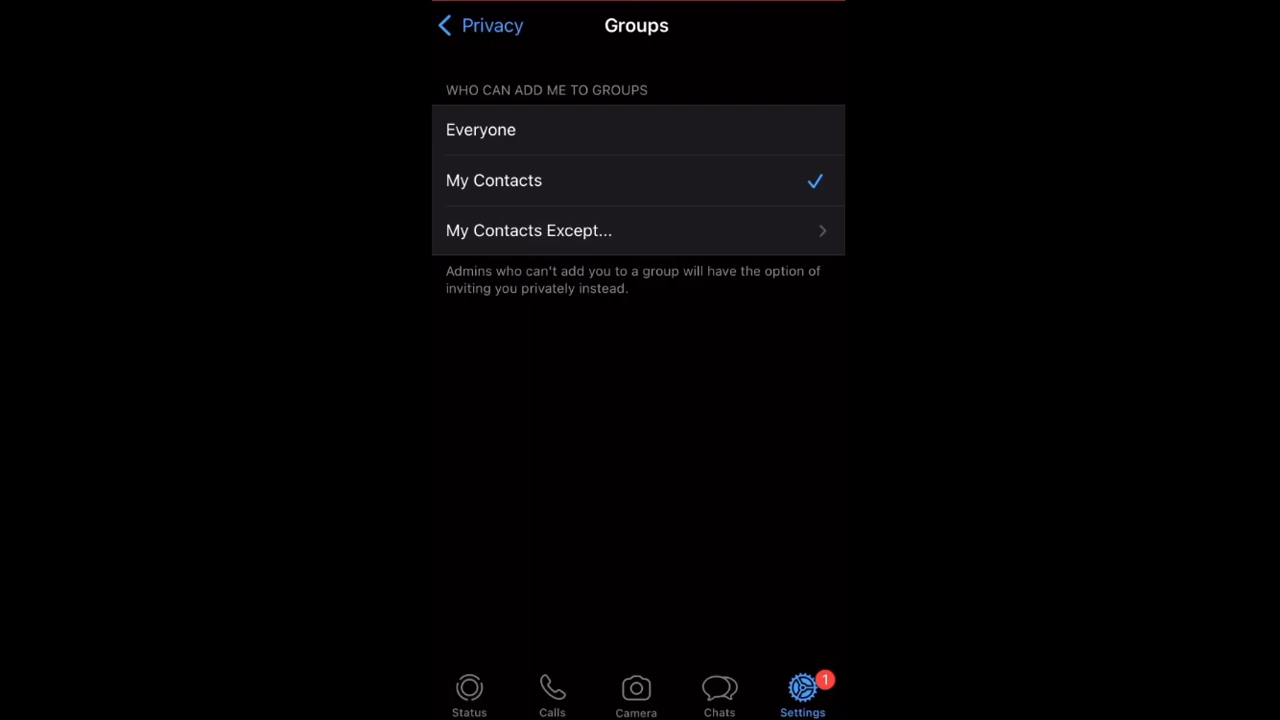 Privacy
Groups
WHO CAN ADD ME TO GROUPS
Everyone
My Contacts
My Contacts Except...
Admins who can't add you to a group will have the option of
inviting you privately instead.
1
Status
Calls
Camera
Chats
Settings